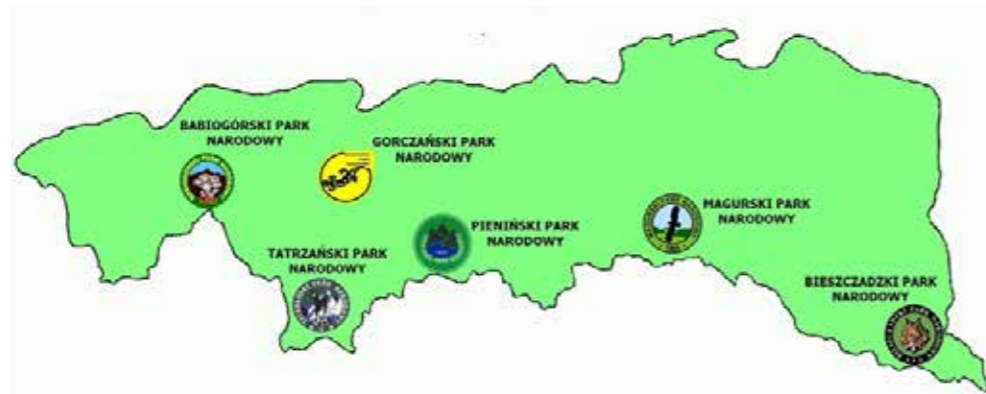 BABIOGÓRSKI PARK
NARODOWY
GORCZAŃSKI PARK
NARODOWY
TATRZAŃSKI PARK
NARODOWY
PIENIŃSKI PARK
NARODOWY
MAGURSKI PARK
NARODOWY
BIESZCZADZKI PARK
NARODOWY